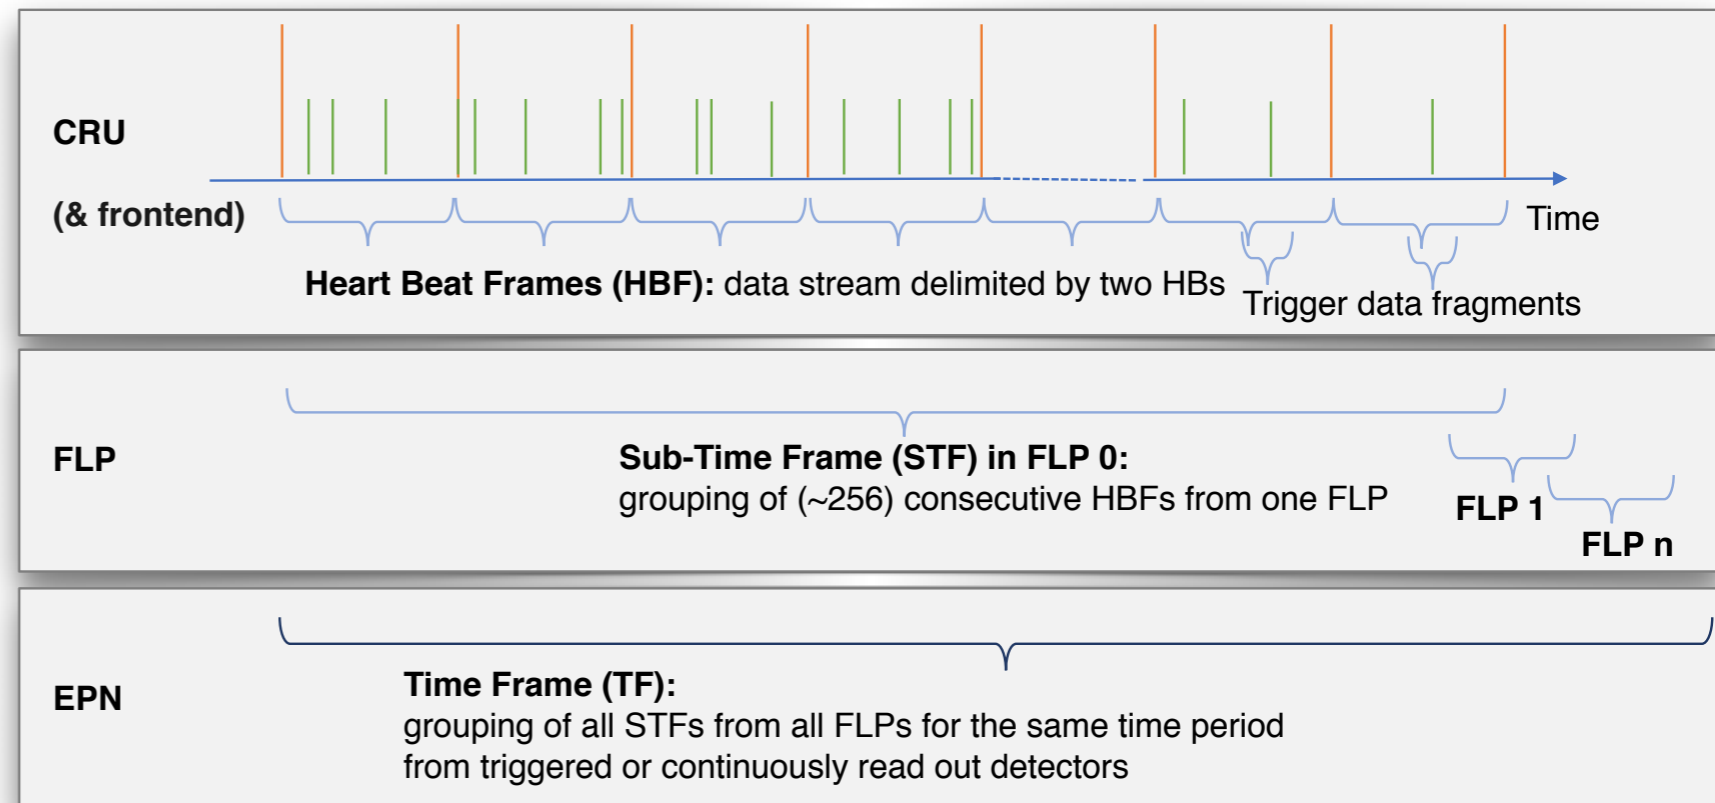 CRU
(& frontend)
Time
Heart Beat Frames (HBF): data stream delimited by two HBs
Trigger data fragments
FLP
Sub-Time Frame (STF) in FLP 0:
grouping of (~256) consecutive HBFs from one FLP
FLP 1
FLP n
EPN
Time Frame (TF):
grouping of all STFs from all FLPs for the same time period
from triggered or continuously read out detectors